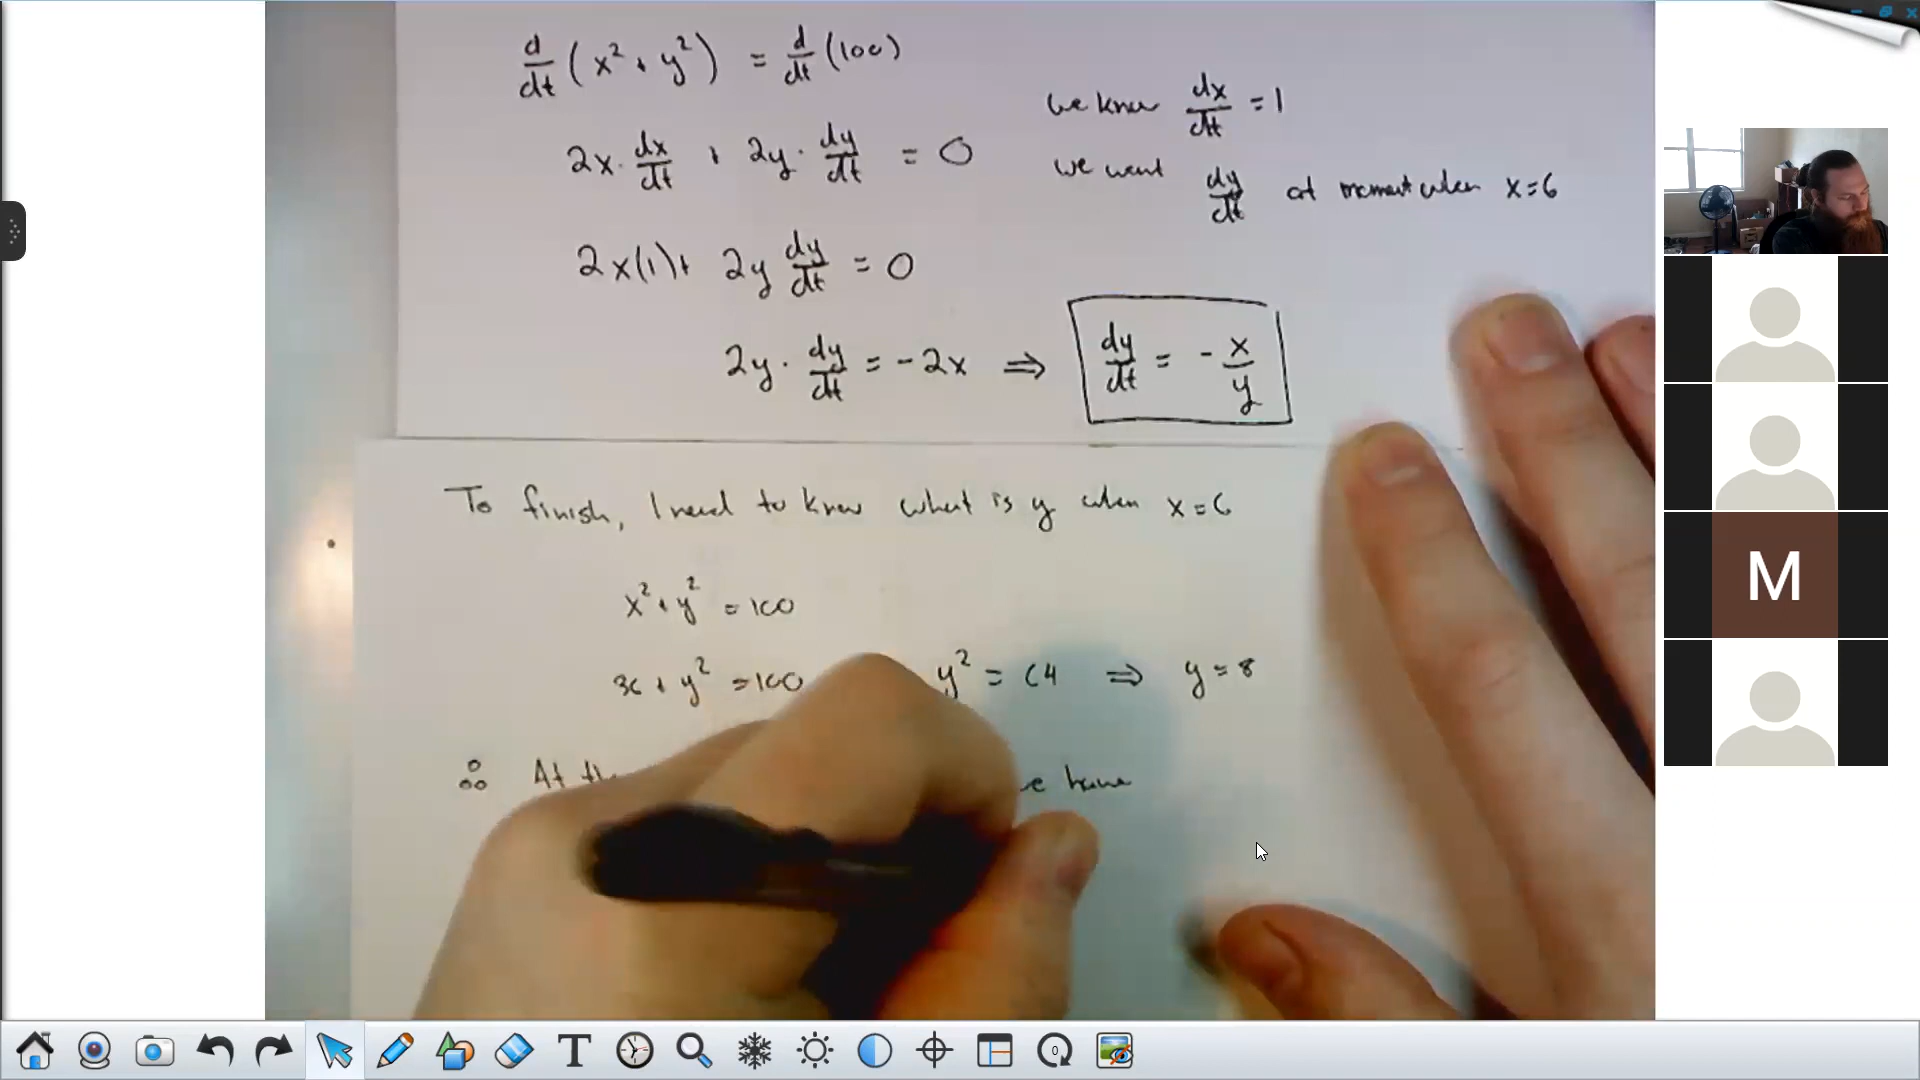 d/dt (x² + y²) = d/dt (100)
2x · dx/dt + 2y · dy/dt = 0
we know dx/dt = 1
we want dy/dt at moment when x=6
2x(1) + 2y dy/dt = 0
2y · dy/dt = -2x ⇒ dy/dt = - x/y
To finish, I need to know what is y when x=6
x² + y² = 100
36 + y² = 100 y² = 64 ⇒ y = 8
∴ At have
M
T
0